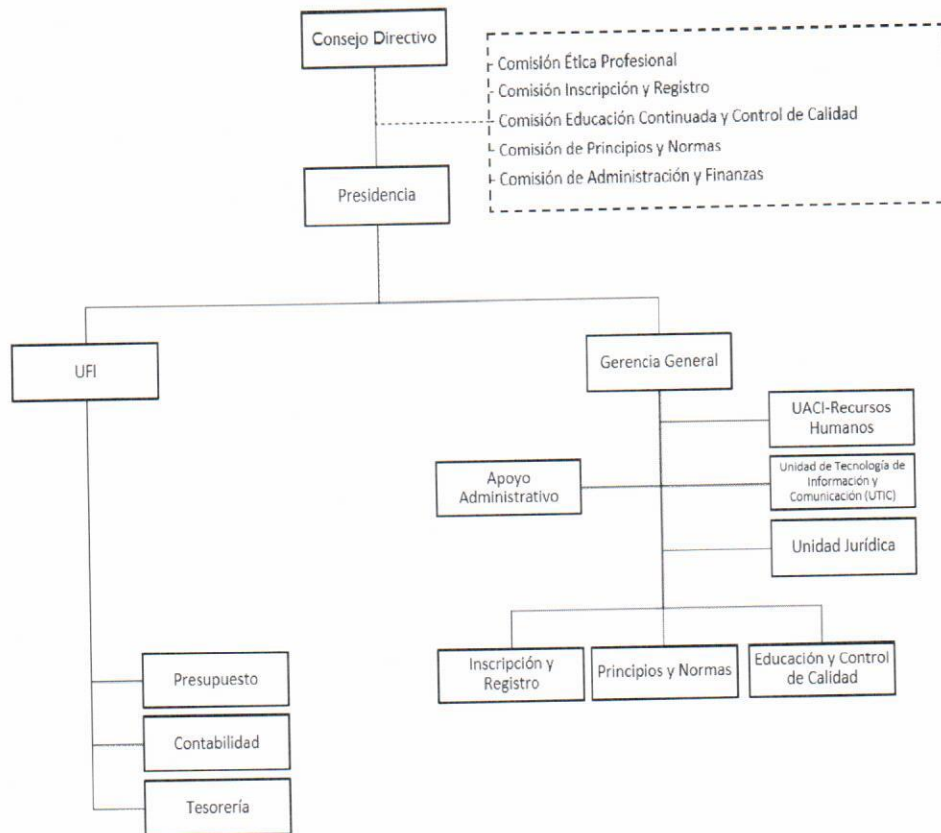 Consejo Directivo
- Comisión Ética Profesional
- Comisión Inscripción y Registro
- Comisión Educación Continuada y Control de Calidad
- Comisión de Principios y Normas
- Comisión de Administración y Finanzas
Presidencia
UFI
Gerencia General
UACI-Recursos
Humanos
Apoyo
Administrativo
Unidad de Tecnología de
Información y
Comunicación (UTIC)
Unidad Jurídica
Inscripción y
Registro
Principios y Normas
Educación y Control
de Calidad
Presupuesto
Contabilidad
Tesorería